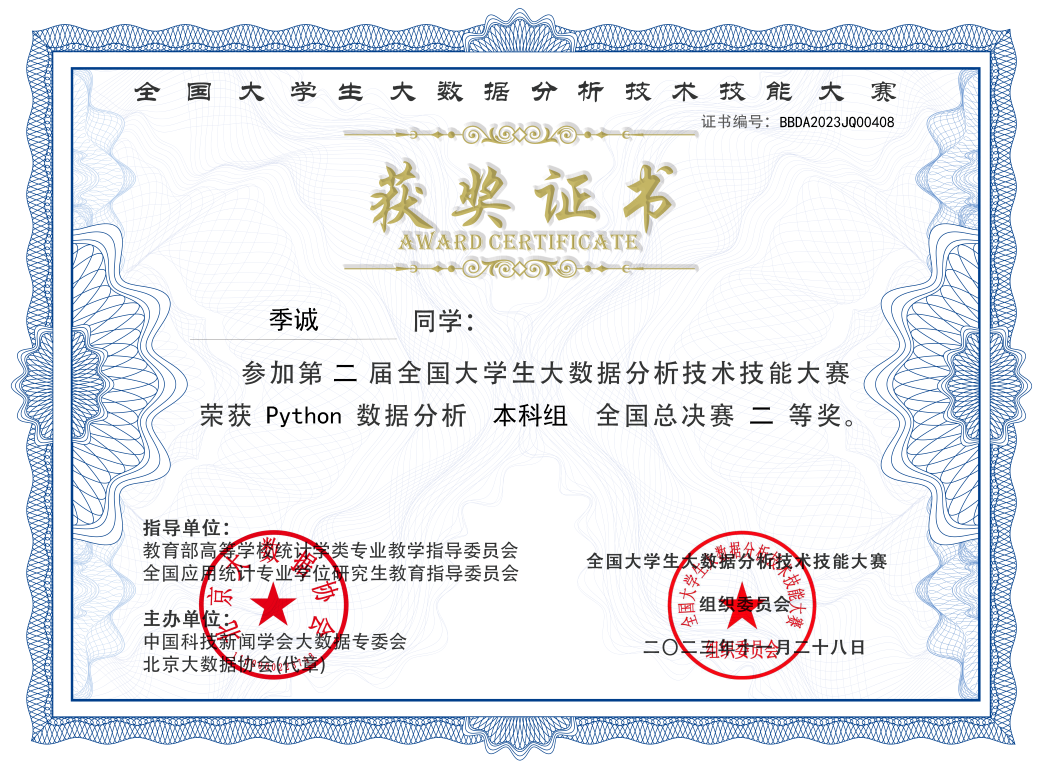 全国大学生大数据分析技术技能大赛
证书编号：BBDA2023JQ00408
获奖证书
AWARD CERTIFICATE
季诚 同学：
参加第 二 届全国大学生大数据分析技术技能大赛
荣获 Python 数据分析 本科组 全国总决赛 二 等奖。
指导单位：
教育部高等学校统计学类专业教学指导委员会
全国应用统计专业学位研究生教育指导委员会
主办单位：
中国科技新闻学会大数据专委会
北京大数据协会(代章)
北京大数据协会
全国大学生大数据分析技术技能大赛
组织委员会
二〇二三年十一月二十八日
全国大学生大数据分析技术技能大赛
组织委员会